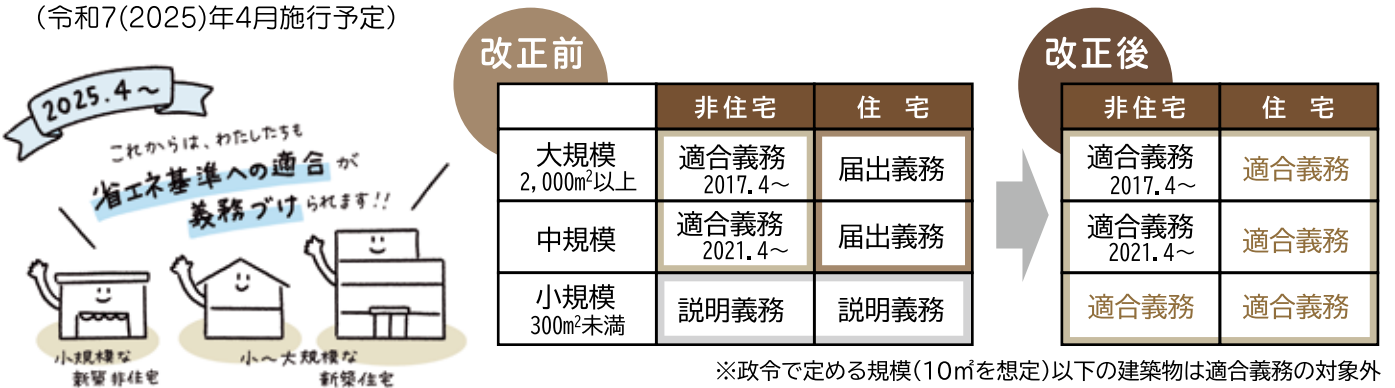 (令和7(2025)年4月施行予定)
2025.4〜
これからは、わたしたちも
省エネ基準への適合が
義務づけられます!!
小規模な
新築非住宅
小〜大規模な
新築住宅
改正前
非住宅 住 宅
大規模
2,000m²以上
適合義務
2017.4〜
届出義務
中規模
適合義務
2021.4〜
届出義務
小規模
300m²未満
説明義務
説明義務
改正後
非住宅 住 宅
適合義務
2017.4〜
適合義務
適合義務
2021.4〜
適合義務
適合義務
適合義務
※政令で定める規模(10㎡を想定)以下の建築物は適合義務の対象外